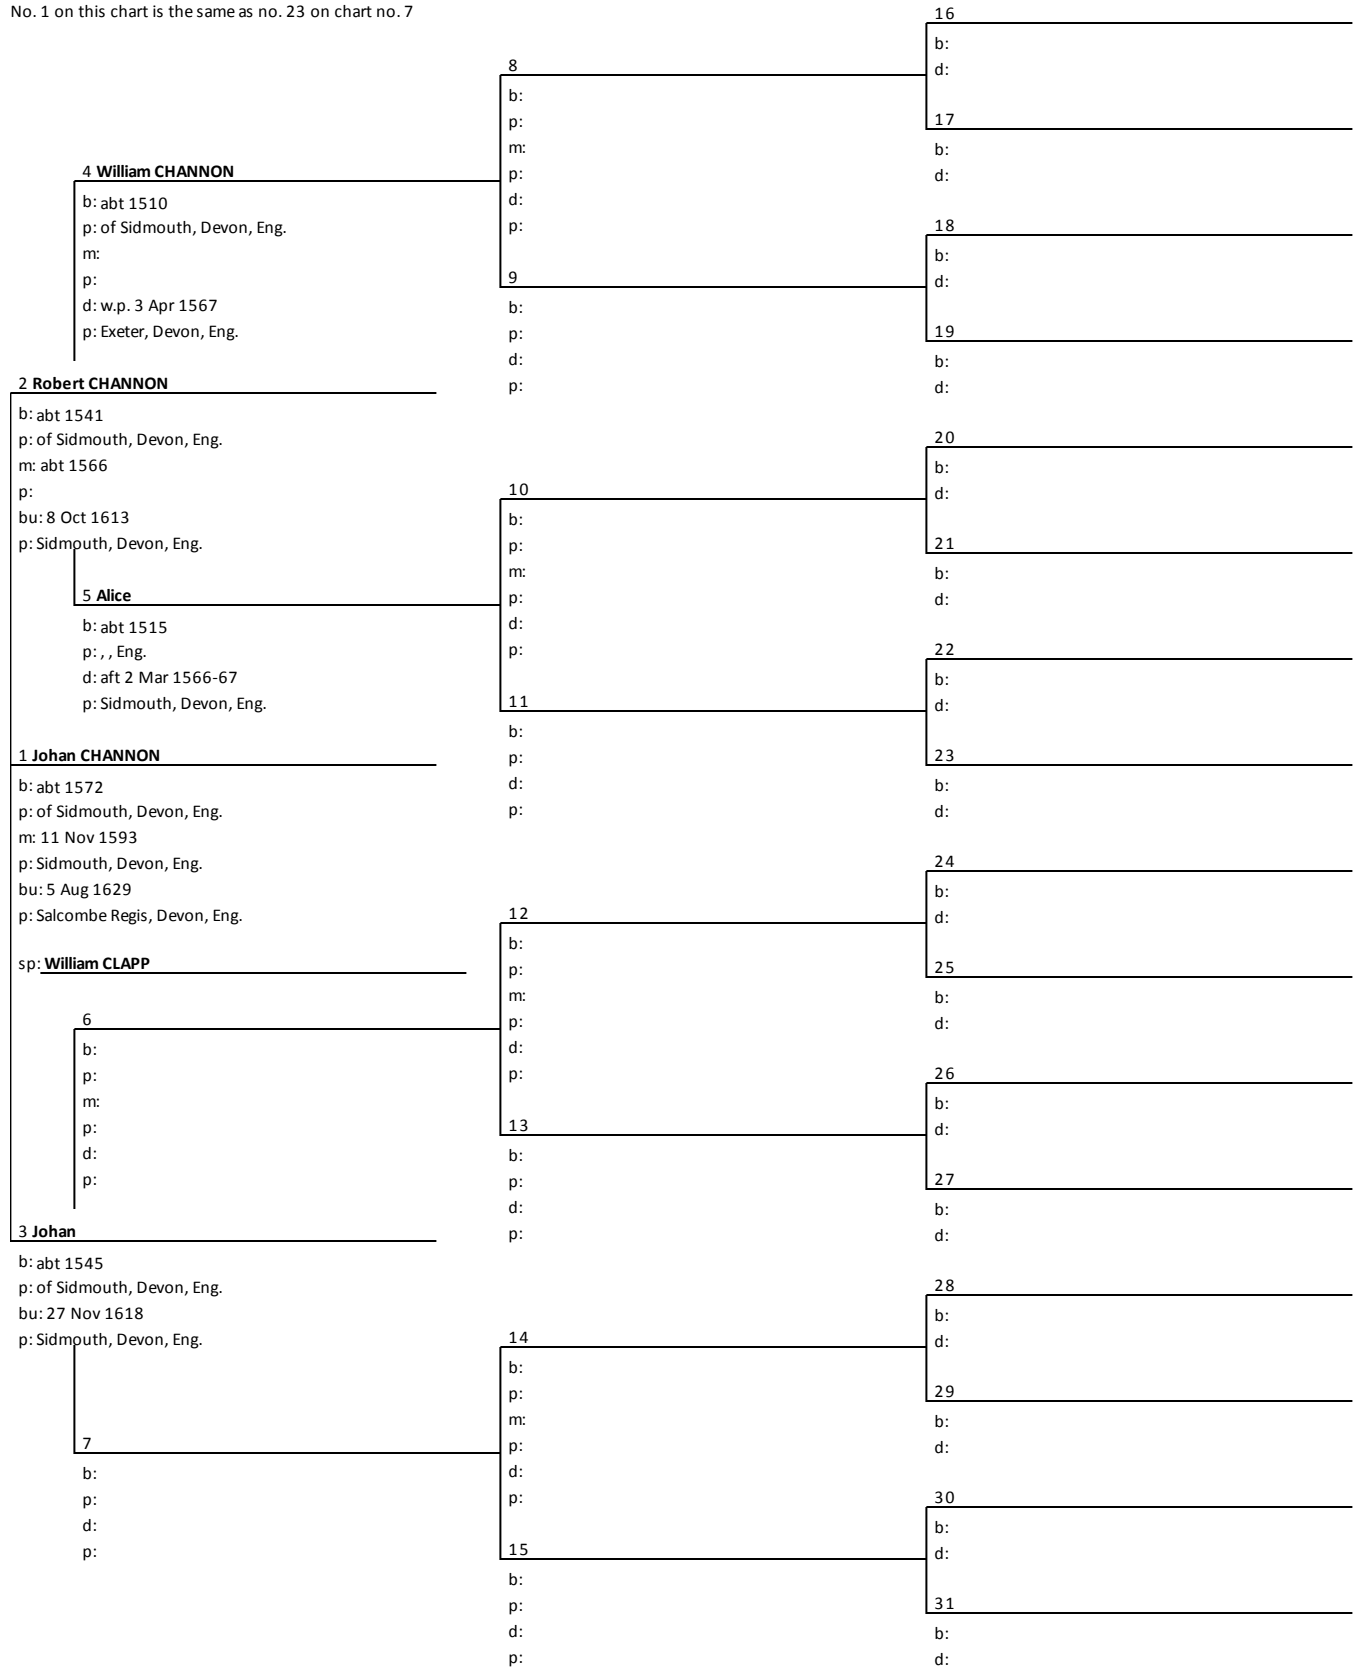 No. 1 on this chart is the same as no. 23 on chart no. 7
4 William CHANNON
b: abt 1510
p: of Sidmouth, Devon, Eng.
m:
p:
d: w.p. 3 Apr 1567
p: Exeter, Devon, Eng.
2 Robert CHANNON
b: abt 1541
p: of Sidmouth, Devon, Eng.
m: abt 1566
p:
bu: 8 Oct 1613
p: Sidmouth, Devon, Eng.
5 Alice
b: abt 1515
p: , , Eng.
d: aft 2 Mar 1566-67
p: Sidmouth, Devon, Eng.
1 Johan CHANNON
b: abt 1572
p: of Sidmouth, Devon, Eng.
m: 11 Nov 1593
p: Sidmouth, Devon, Eng.
bu: 5 Aug 1629
p: Salcombe Regis, Devon, Eng.
sp: William CLAPP
6
b:
p:
m:
p:
d:
p:
3 Johan
b: abt 1545
p: of Sidmouth, Devon, Eng.
bu: 27 Nov 1618
p: Sidmouth, Devon, Eng.
7
b:
p:
d:
p:
8
b:
p:
m:
p:
d:
p:
9
b:
p:
d:
p:
10
b:
p:
m:
p:
d:
p:
11
b:
p:
d:
p:
12
b:
p:
m:
p:
d:
p:
13
b:
p:
d:
p:
14
b:
p:
m:
p:
d:
p:
15
b:
p:
d:
p:
16
b:
d:
17
b:
d:
18
b:
d:
19
b:
d:
20
b:
d:
21
b:
d:
22
b:
d:
23
b:
d:
24
b:
d:
25
b:
d:
26
b:
d:
27
b:
d:
28
b:
d:
29
b:
d:
30
b:
d:
31
b:
d: